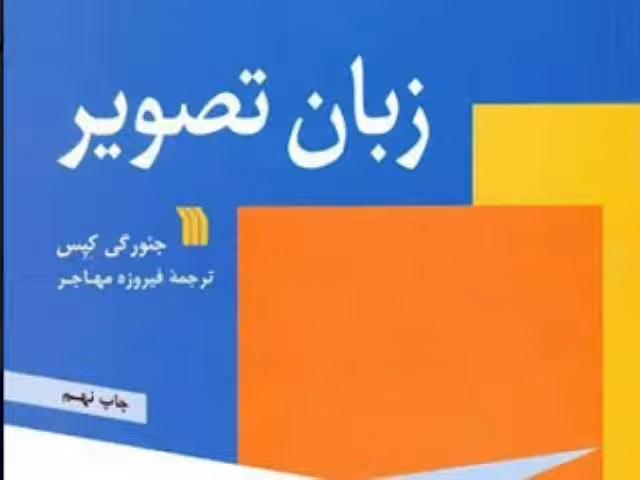 زبان تصویر
جئورگی کپس
ترجمهٔ فیروزه مهاجر
چاپ نهم